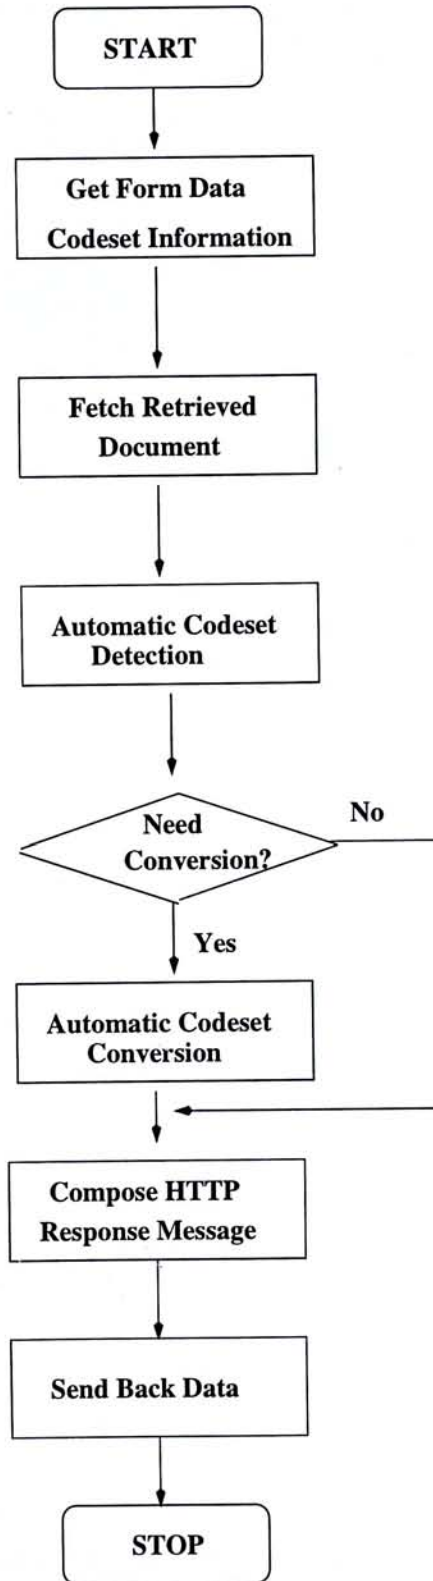 START
Get Form Data
Codeset Information
Fetch Retrieved
Document
Automatic Codeset
Detection
Need
Conversion?
No
Yes
Automatic Codeset
Conversion
Compose HTTP
Response Message
Send Back Data
STOP